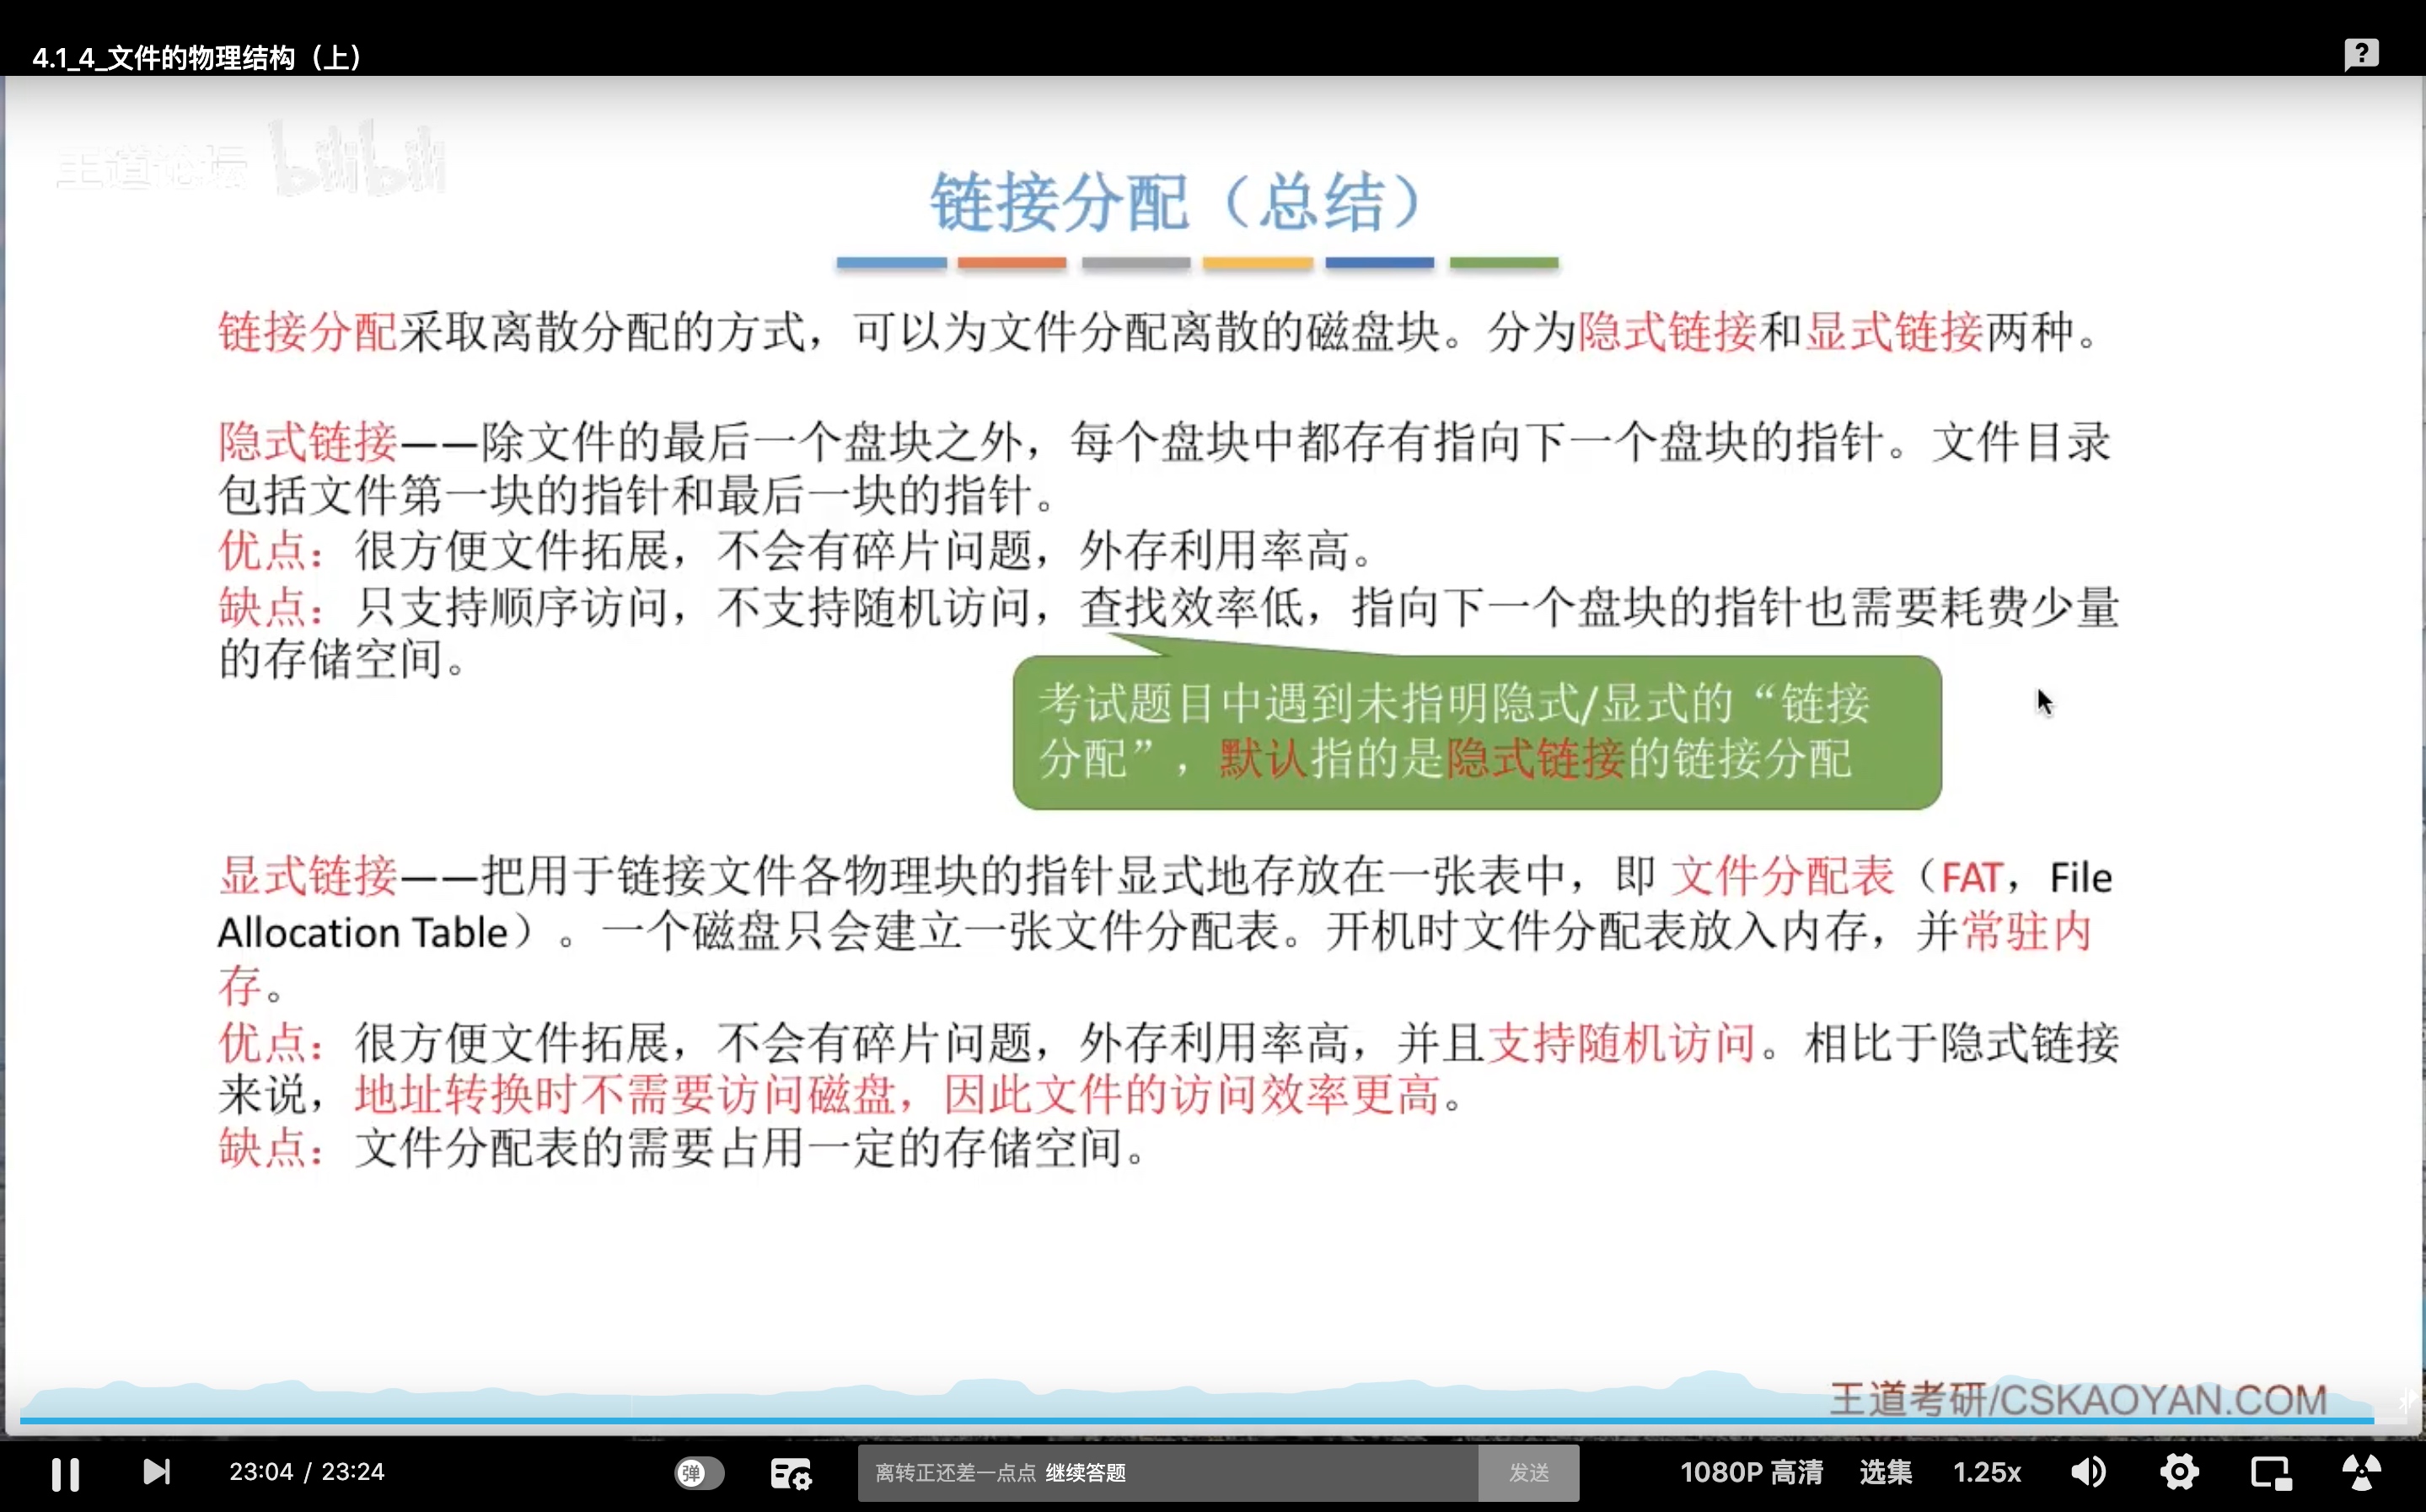 4.1_4_文件的物理结构（上）
王道论坛 bilibili
链接分配（总结）
链接分配采取离散分配的方式，可以为文件分配离散的磁盘块。分为隐式链接和显式链接两种。
隐式链接——除文件的最后一个盘块之外，每个盘块中都存有指向下一个盘块的指针。文件目录
包括文件第一块的指针和最后一块的指针。
优点：很方便文件拓展，不会有碎片问题，外存利用率高。
缺点：只支持顺序访问，不支持随机访问，查找效率低，指向下一个盘块的指针也需要耗费少量
的存储空间。
考试题目中遇到未指明隐式/显式的“链接
分配”，默认指的是隐式链接的链接分配
显式链接——把用于链接文件各物理块的指针显式地存放在一张表中，即 文件分配表（FAT，File
Allocation Table）。一个磁盘只会建立一张文件分配表。开机时文件分配表放入内存，并常驻内
存。
优点：很方便文件拓展，不会有碎片问题，外存利用率高，并且支持随机访问。相比于隐式链接
来说，地址转换时不需要访问磁盘，因此文件的访问效率更高。
缺点：文件分配表的需要占用一定的存储空间。
王道考研/CSKAOYAN.COM
23:04 / 23:24 弹 离转正还差一点点 继续答题 发送 1080P 高清 选集 1.25x